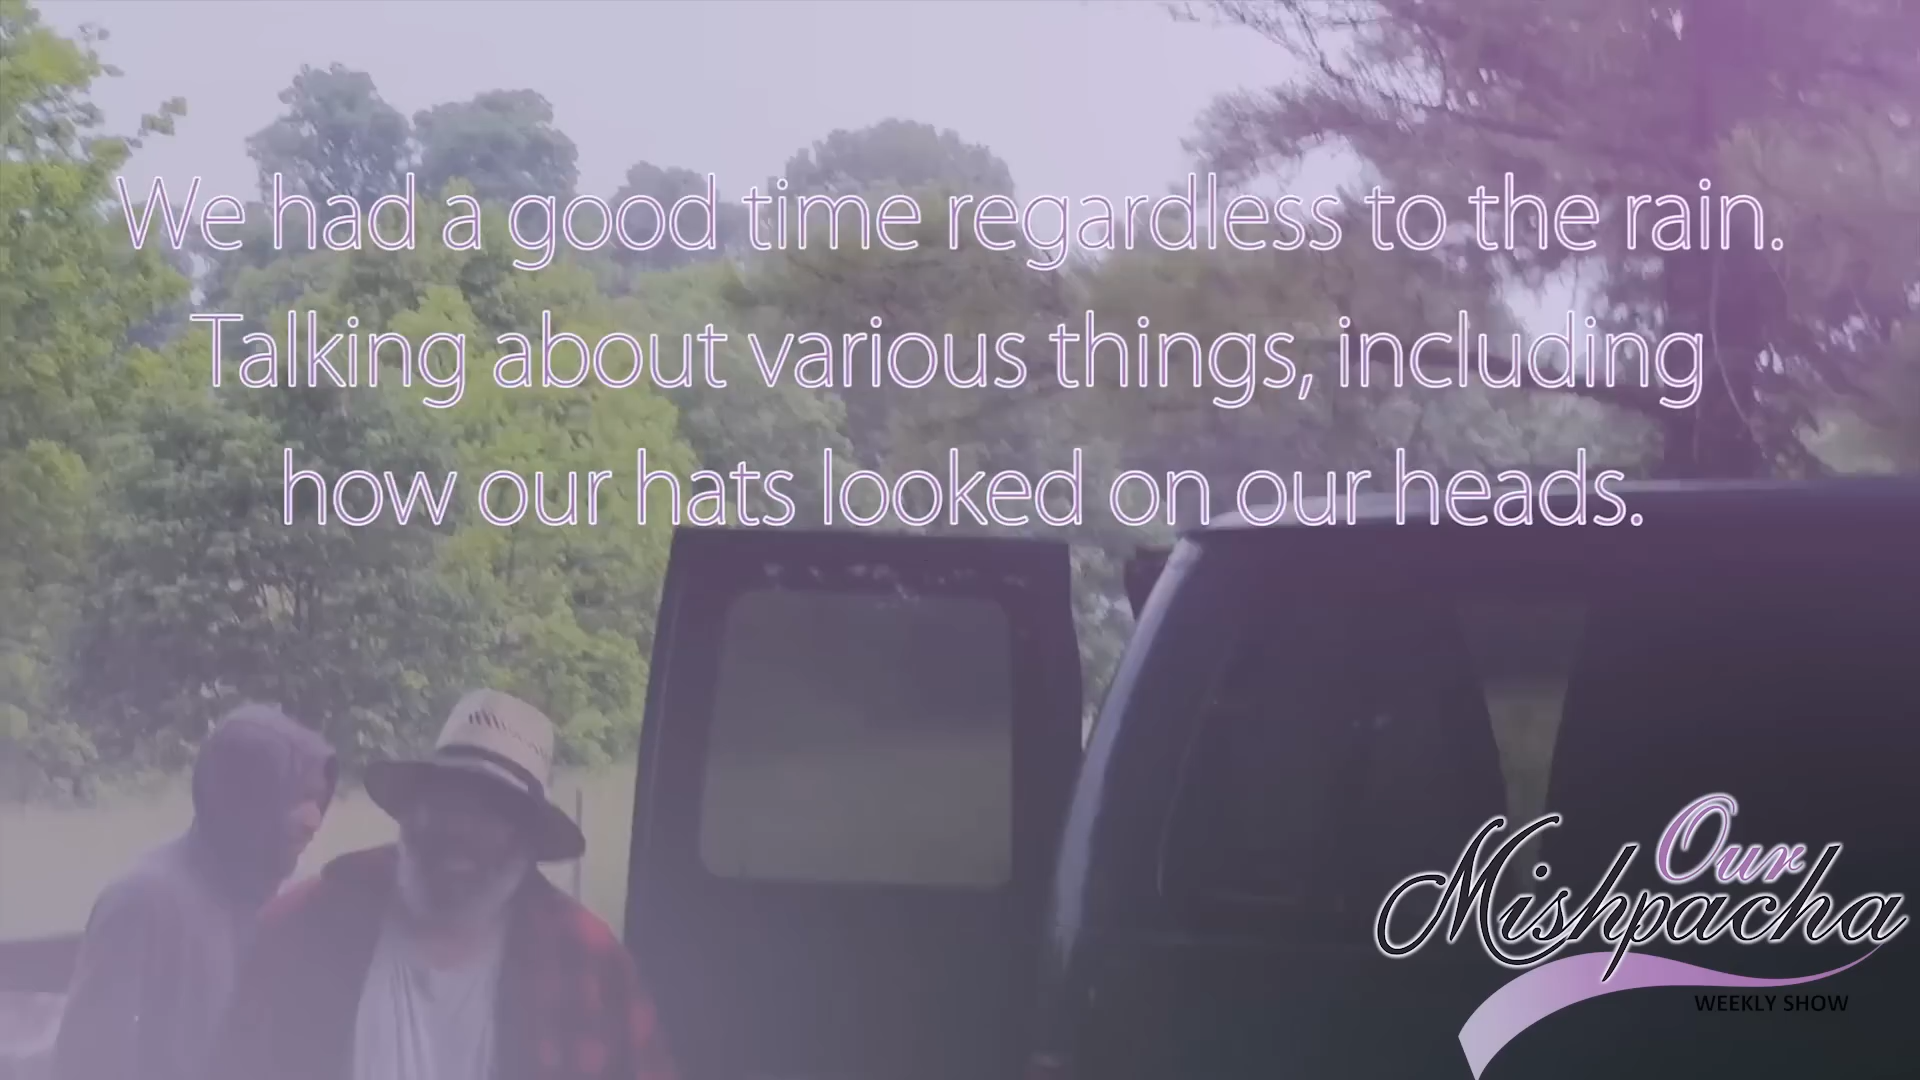 We had a good time regardless to the rain.
Talking about various things, including
how our hats looked on our heads.
Our
Mishpacha
WEEKLY SHOW